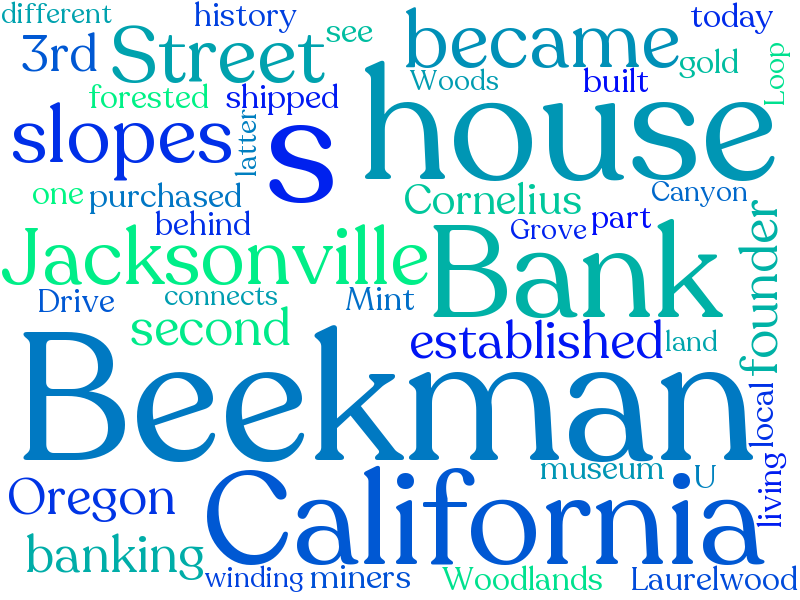 different
history
see
today
3rd
Street
became
gold
Loop
Woods
built
forested
shipped
house
slopes
latter
s
one
purchased
Cornelius
Canyon
behind
Grove
part
Jacksonville
Bank
founder
Drive
connects
Mint
second
established
land
Beekman
local
living
museum
U
Oregon
California
banking
winding
miners
Woodlands
Laurelwood